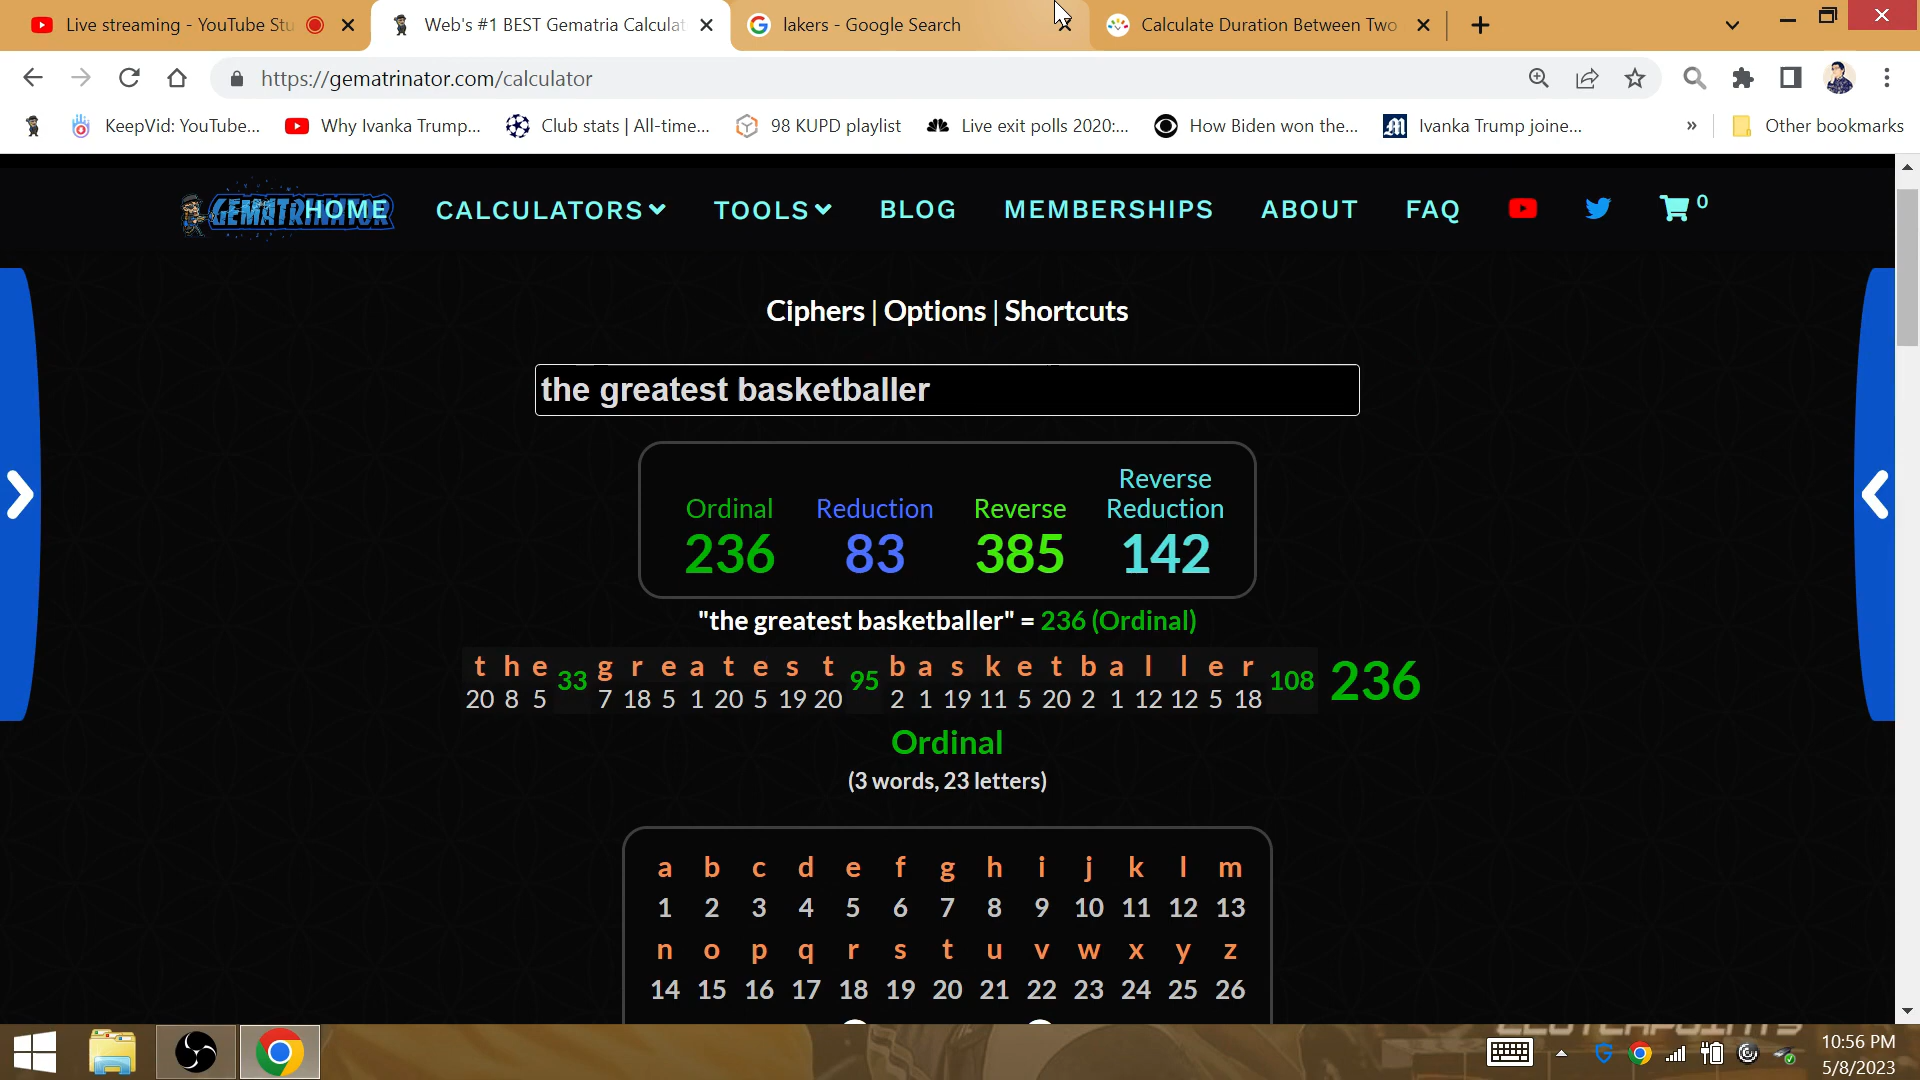 Live streaming - YouTube Stu
Web's #1 BEST Gematria Calculat
lakers - Google Search
Calculate Duration Between Two
https://gematrinator.com/calculator
KeepVid: YouTube...
Why Ivanka Trump...
Club stats | All-time...
98 KUPD playlist
Live exit polls 2020:...
How Biden won the...
Ivanka Trump joine...
»
Other bookmarks
GEMATRINATOR
HOME
CALCULATORS
TOOLS
BLOG
MEMBERSHIPS
ABOUT
FAQ
0
Ciphers | Options | Shortcuts
the greatest basketballer
Ordinal Reduction Reverse Reverse Reduction
236 83 385 142
"the greatest basketballer" = 236 (Ordinal)
t h e 33 g r e a t e s t 95 b a s k e t b a l l e r 108 236
20 8 5 7 18 5 1 20 5 19 20 2 1 19 11 5 20 2 1 12 12 5 18
Ordinal
(3 words, 23 letters)
a b c d e f g h i j k l m
1 2 3 4 5 6 7 8 9 10 11 12 13
n o p q r s t u v w x y z
14 15 16 17 18 19 20 21 22 23 24 25 26
CLUTCHPOINTS
10:56 PM
5/8/2023